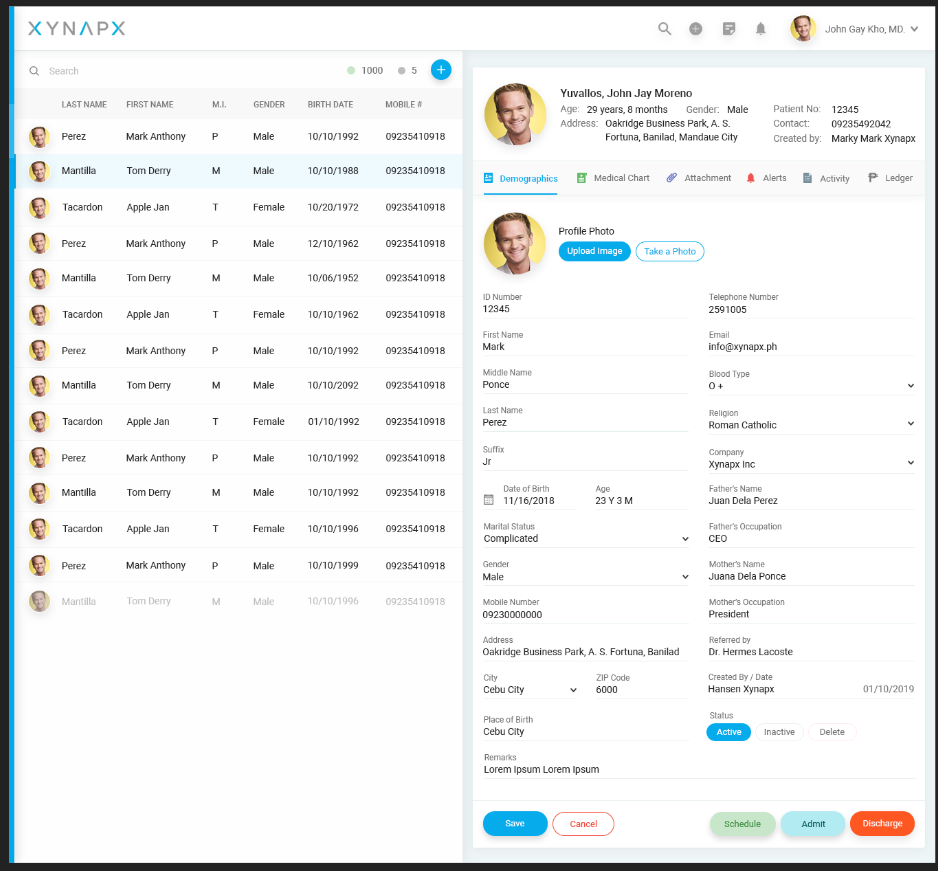 XYNAPX
John Gay Kho, MD.
Search
1000
5
LAST NAME FIRST NAME M.I. GENDER BIRTH DATE MOBILE #
Perez Mark Anthony P Male 10/10/1992 09235410918
Mantilla Tom Derry M Male 10/10/1988 09235410918
Tacardon Apple Jan T Female 10/20/1972 09235410918
Perez Mark Anthony P Male 12/10/1962 09235410918
Mantilla Tom Derry M Male 10/06/1952 09235410918
Tacardon Apple Jan T Female 10/10/1962 09235410918
Perez Mark Anthony P Male 10/10/1992 09235410918
Mantilla Tom Derry M Male 10/10/2092 09235410918
Tacardon Apple Jan T Female 01/10/1992 09235410918
Perez Mark Anthony P Male 10/10/1992 09235410918
Mantilla Tom Derry M Male 10/10/1992 09235410918
Tacardon Apple Jan T Female 10/10/1996 09235410918
Perez Mark Anthony P Male 10/10/1999 09235410918
Mantilla Tom Derry M Male 10/10/1996 09235410918
Yuvallos, John Jay Moreno
Age: 29 years, 8 months Gender: Male
Address: Oakridge Business Park, A. S.
Fortuna, Banilad, Mandaue City
Patient No: 12345
Contact: 09235492042
Created by: Marky Mark Xynapx
Demographics Medical Chart Attachment Alerts Activity Ledger
Profile Photo
Upload Image Take a Photo
ID Number
12345
First Name
Mark
Middle Name
Ponce
Last Name
Perez
Suffix
Jr
Date of Birth Age
11/16/2018 23 Y 3 M
Marital Status
Complicated
Gender
Male
Mobile Number
09230000000
Address
Oakridge Business Park, A. S. Fortuna, Banilad
City ZIP Code
Cebu City 6000
Place of Birth
Cebu City
Telephone Number
2591005
Email
info@xynapx.ph
Blood Type
O +
Religion
Roman Catholic
Company
Xynapx Inc
Father's Name
Juan Dela Perez
Father's Occupation
CEO
Mother's Name
Juana Dela Ponce
Mother's Occupation
President
Referred by
Dr. Hermes Lacoste
Created By / Date
Hansen Xynapx 01/10/2019
Status
Active Inactive Delete
Remarks
Lorem Ipsum Lorem Ipsum
Save Cancel Schedule Admit Discharge